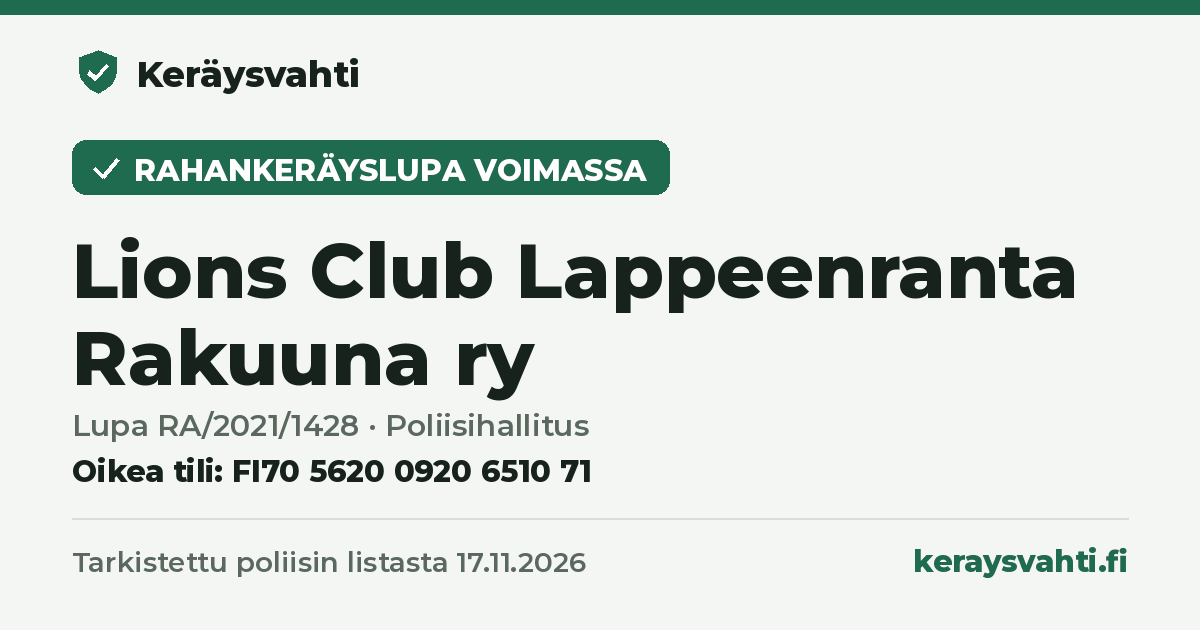 Keräysvahti
RAHANKERÄYSLUPA VOIMASSA
Lions Club Lappeenranta
Rakuuna ry
Lupa RA/2021/1428 · Poliisihallitus
Oikea tili: FI70 5620 0920 6510 71
Tarkistettu poliisin listasta 17.11.2026
keraysvahti.fi